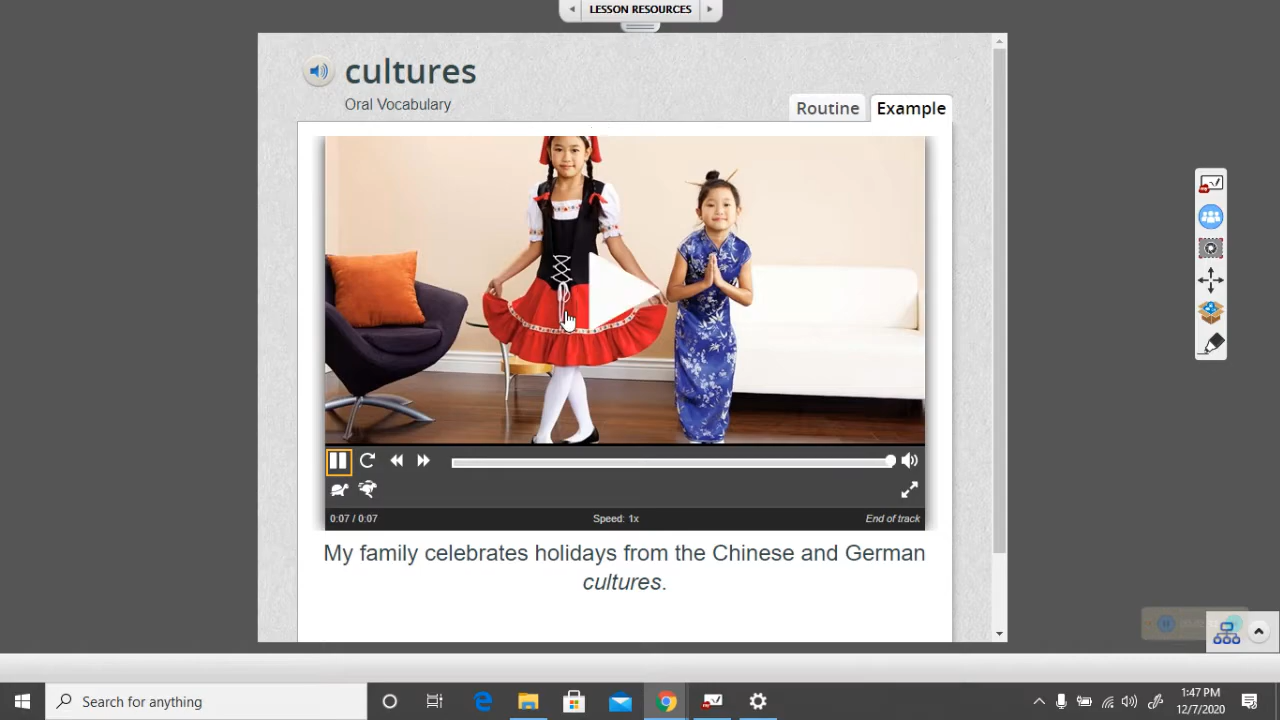 LESSON RESOURCES
cultures
Oral Vocabulary
Routine
Example
0:07 / 0:07
Speed: 1x
End of track
My family celebrates holidays from the Chinese and German
cultures.
Search for anything
1:47 PM
12/7/2020